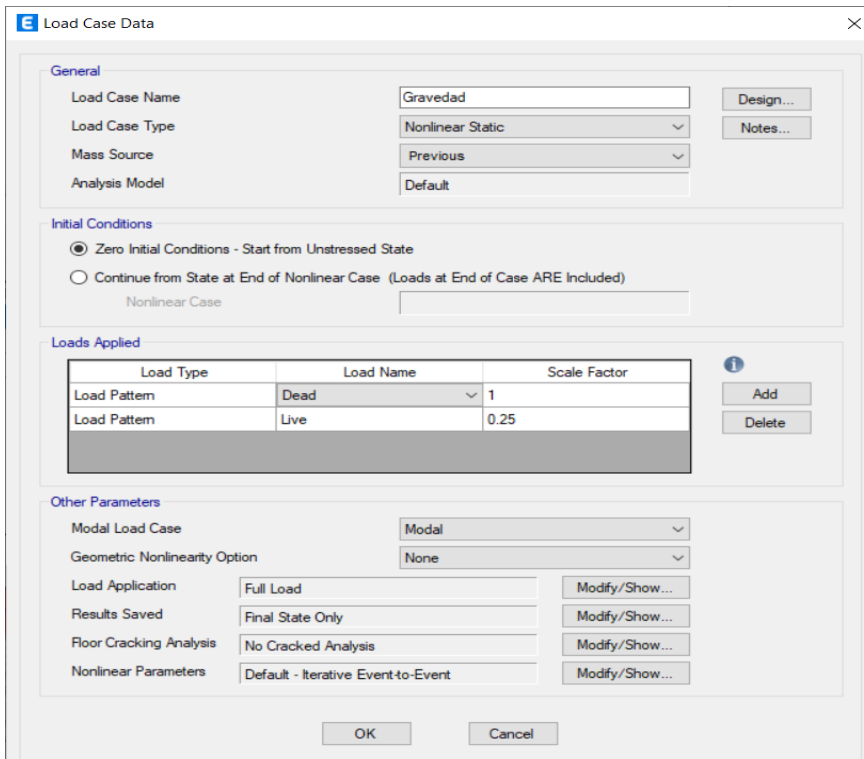 E Load Case Data
General
Load Case Name Gravedad Design...
Load Case Type Nonlinear Static Notes...
Mass Source Previous
Analysis Model Default
Initial Conditions
Zero Initial Conditions - Start from Unstressed State
Continue from State at End of Nonlinear Case (Loads at End of Case ARE Included)
Nonlinear Case
Loads Applied
Load Type Load Name Scale Factor
Load Pattern Dead 1 Add
Load Pattern Live 0.25 Delete
Other Parameters
Modal Load Case Modal
Geometric Nonlinearity Option None
Load Application Full Load Modify/Show...
Results Saved Final State Only Modify/Show...
Floor Cracking Analysis No Cracked Analysis Modify/Show...
Nonlinear Parameters Default - Iterative Event-to-Event Modify/Show...
OK Cancel